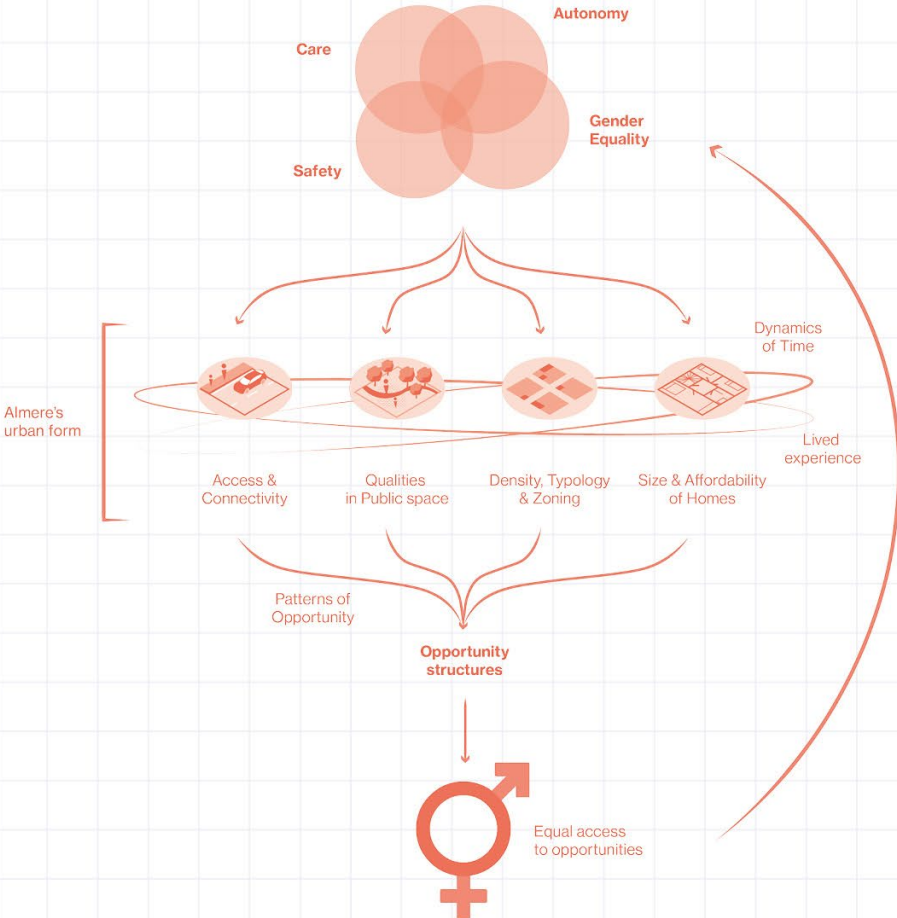 Autonomy
Care
Gender
Equality
Safety
Dynamics
of Time
Almere's
urban form
Lived
experience
Access &
Connectivity
Qualities
in Public space
Density, Typology
& Zoning
Size & Affordability
of Homes
Patterns of
Opportunity
Opportunity
structures
Equal access
to opportunities